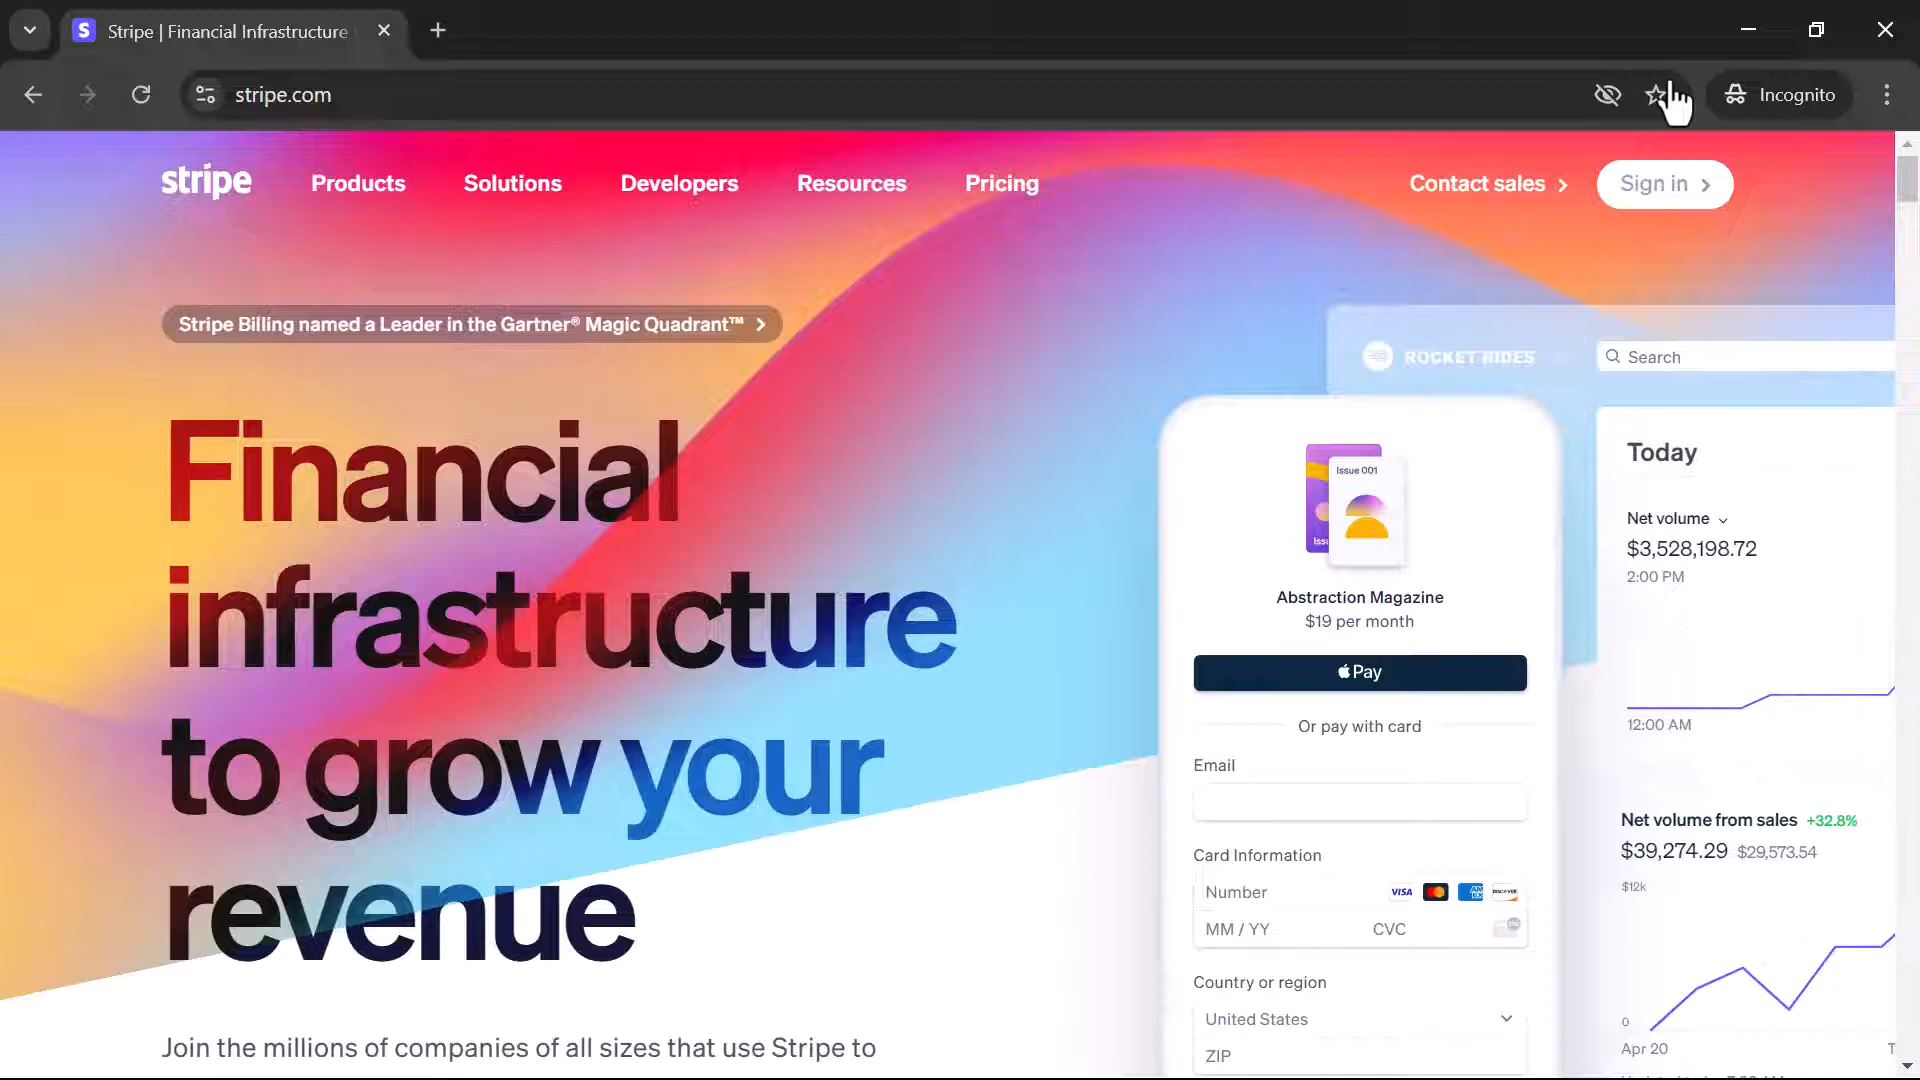 Stripe | Financial Infrastructure
stripe.com
Incognito
stripe
Products
Solutions
Developers
Resources
Pricing
Contact sales
Sign in
Stripe Billing named a Leader in the Gartner® Magic Quadrant™
ROCKET RIDES
Search
Financial
infrastructure
to grow your
revenue
Join the millions of companies of all sizes that use Stripe to
Issue 001
Abstraction Magazine
$19 per month
Pay
Or pay with card
Email
Card Information
Number
VISA
MM / YY
CVC
Country or region
United States
ZIP
Today
Net volume
$3,528,198.72
2:00 PM
12:00 AM
Net volume from sales +32.8%
$39,274.29 $29,573.54
$12k
0
Apr 20